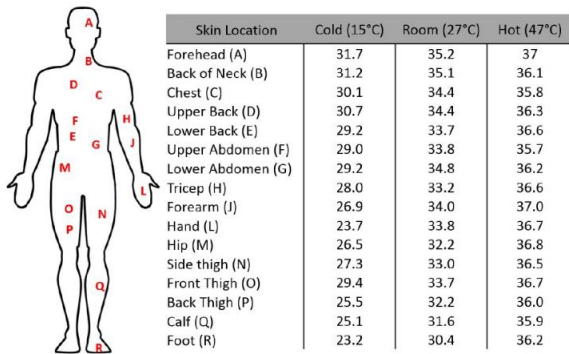 A
B
D
C
F
H
E
G
J
M
L
O
N
P
Q
R
Skin Location Cold (15°C) Room (27°C) Hot (47°C)
Forehead (A) 31.7 35.2 37
Back of Neck (B) 31.2 35.1 36.1
Chest (C) 30.1 34.4 35.8
Upper Back (D) 30.7 34.4 36.3
Lower Back (E) 29.2 33.7 36.6
Upper Abdomen (F) 29.0 33.8 35.7
Lower Abdomen (G) 29.2 34.8 36.2
Tricep (H) 28.0 33.2 36.6
Forearm (J) 26.9 34.0 37.0
Hand (L) 23.7 33.8 36.7
Hip (M) 26.5 32.2 36.8
Side thigh (N) 27.3 33.0 36.5
Front Thigh (O) 29.4 33.7 36.7
Back Thigh (P) 25.5 32.2 36.0
Calf (Q) 25.1 31.6 35.9
Foot (R) 23.2 30.4 36.2